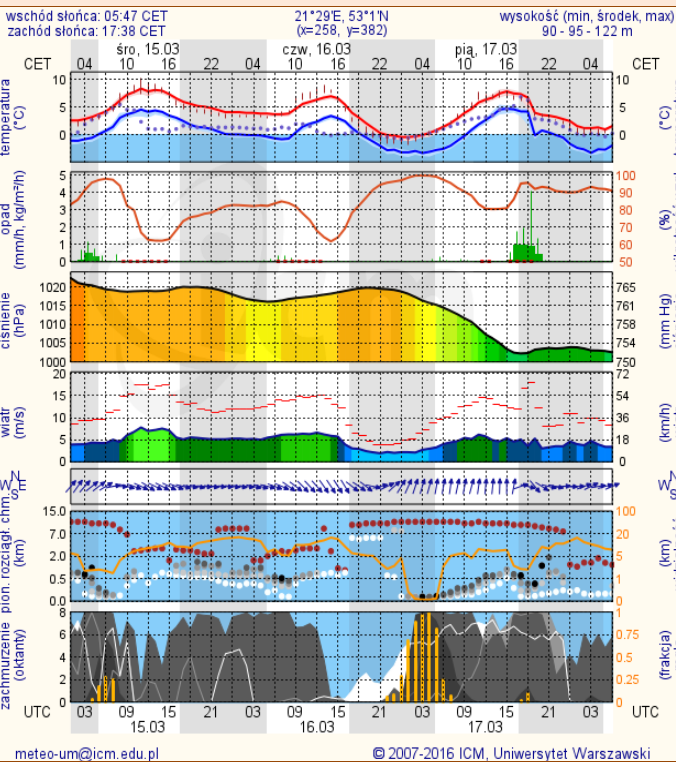 wschód słońca: 05:47 CET 21°29'E, 53°1'N wysokość (min, środek, max)
zachód słońca: 17:38 CET (x=258, y=382) 90 - 95 - 122 m
śro, 15.03 czw, 16.03 pią, 17.03
CET 04 10 16 22 04 10 16 22 04 10 16 22 04 CET
temperatura (°C) 10 5 0 10 5 0 (°C)
opad (mm/h, kg/m²/h) 5 4 3 2 1 0 100 90 80 70 60 50 (%)
ciśnienie (hPa) 1020 1015 1010 1005 1000 765 761 758 754 750 (mm Hg)
wiatr (m/s) 20 15 10 5 0 72 54 36 18 0 (km/h)
N W E S N W S
pion. rozciągł. chm. (km) 15.0 7.0 2.0 0.5 0.0 100 20 5 1 0 (km)
zachmurzenie (oktanty) 8 6 4 2 0 1 0.75 0.5 0.25 0 (frakcja)
UTC 03 09 15 21 03 09 15 21 03 09 15 21 03 UTC
15.03 16.03 17.03
meteo-um@icm.edu.pl © 2007-2016 ICM, Uniwersytet Warszawski